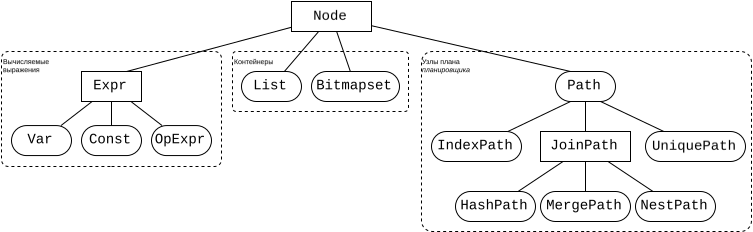 Node
Вычисляемые
выражения
Контейнеры
Узлы плана
планировщика
Expr
List
Bitmapset
Path
Var
Const
OpExpr
IndexPath
JoinPath
UniquePath
HashPath
MergePath
NestPath